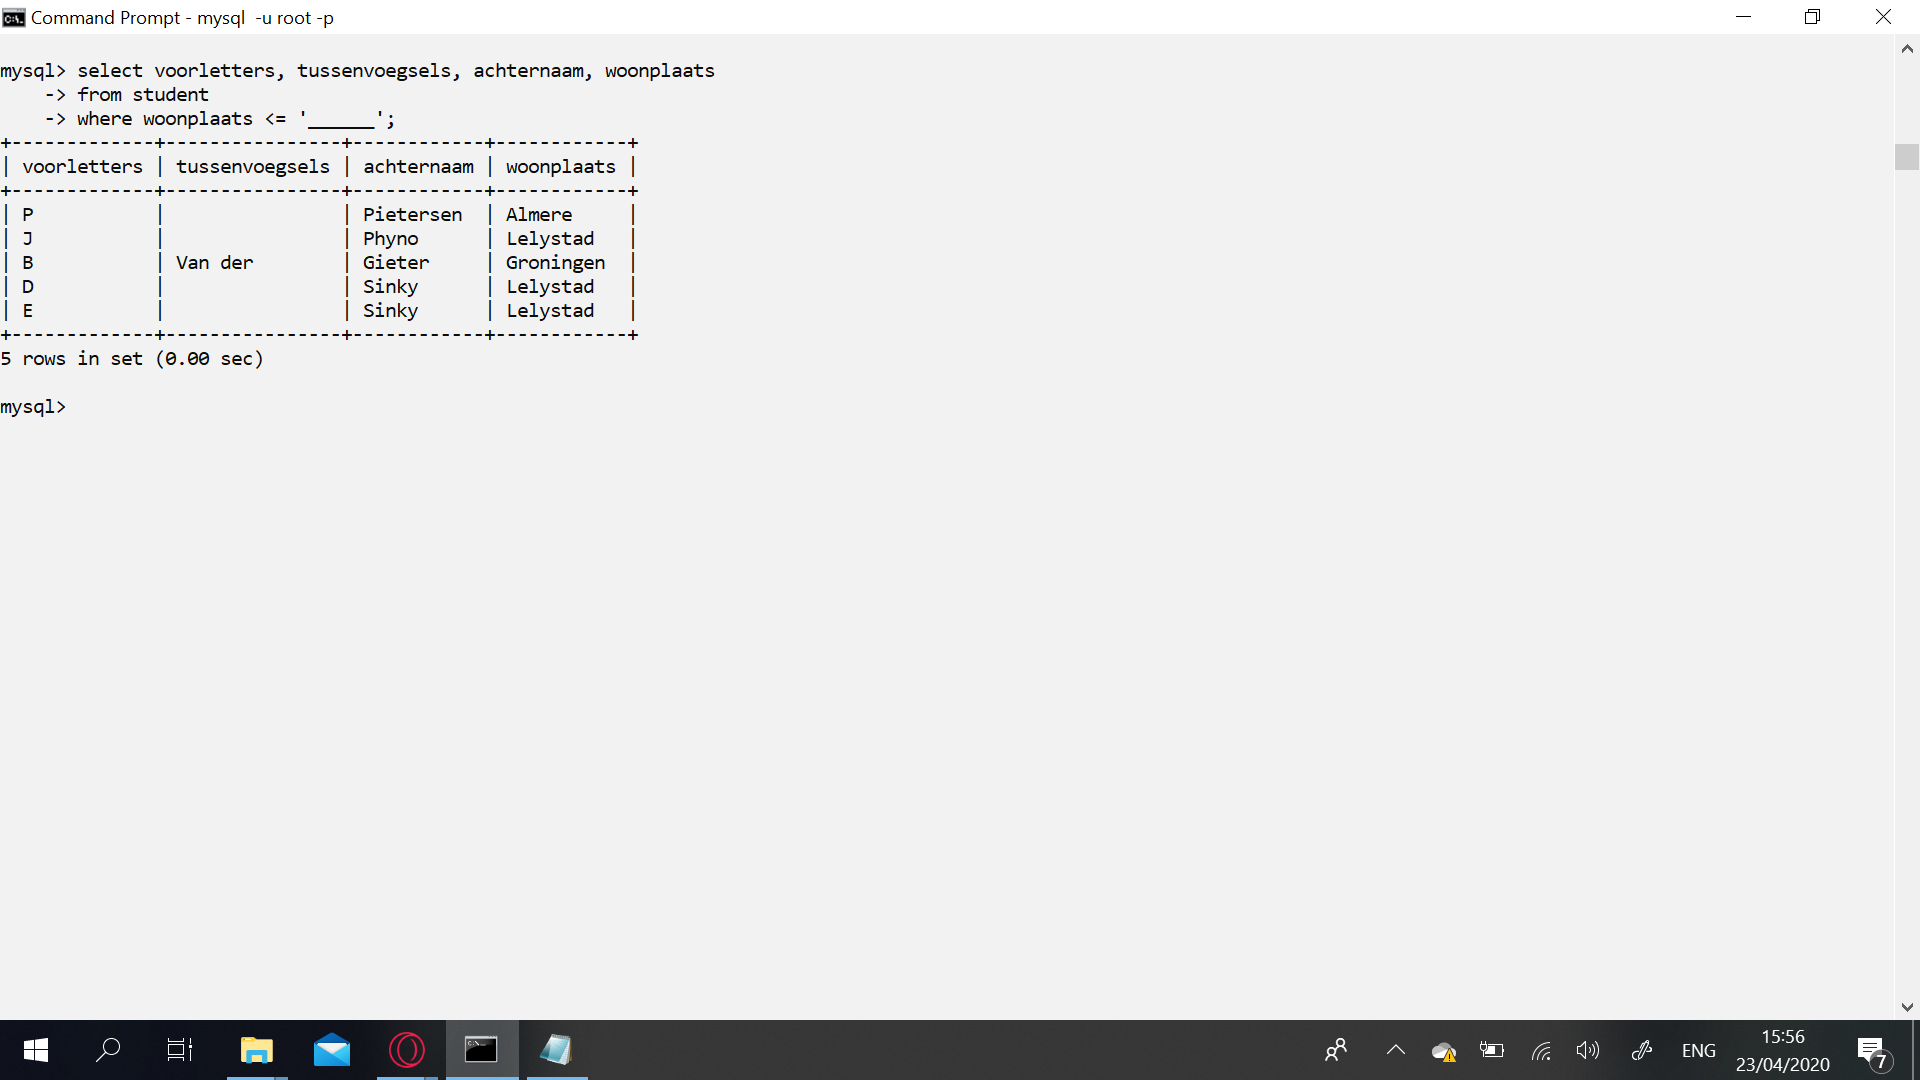 Command Prompt - mysql  -u root -p
mysql> select voorletters, tussenvoegsels, achternaam, woonplaats
    -> from student
    -> where woonplaats <= '______';
+-------------+----------------+------------+------------+
| voorletters | tussenvoegsels | achternaam | woonplaats |
+-------------+----------------+------------+------------+
| P           |                | Pietersen  | Almere     |
| J           |                | Phyno      | Lelystad   |
| B           | Van der        | Gieter     | Groningen  |
| D           |                | Sinky      | Lelystad   |
| E           |                | Sinky      | Lelystad   |
+-------------+----------------+------------+------------+
5 rows in set (0.00 sec)
mysql>
ENG
15:56
23/04/2020
7